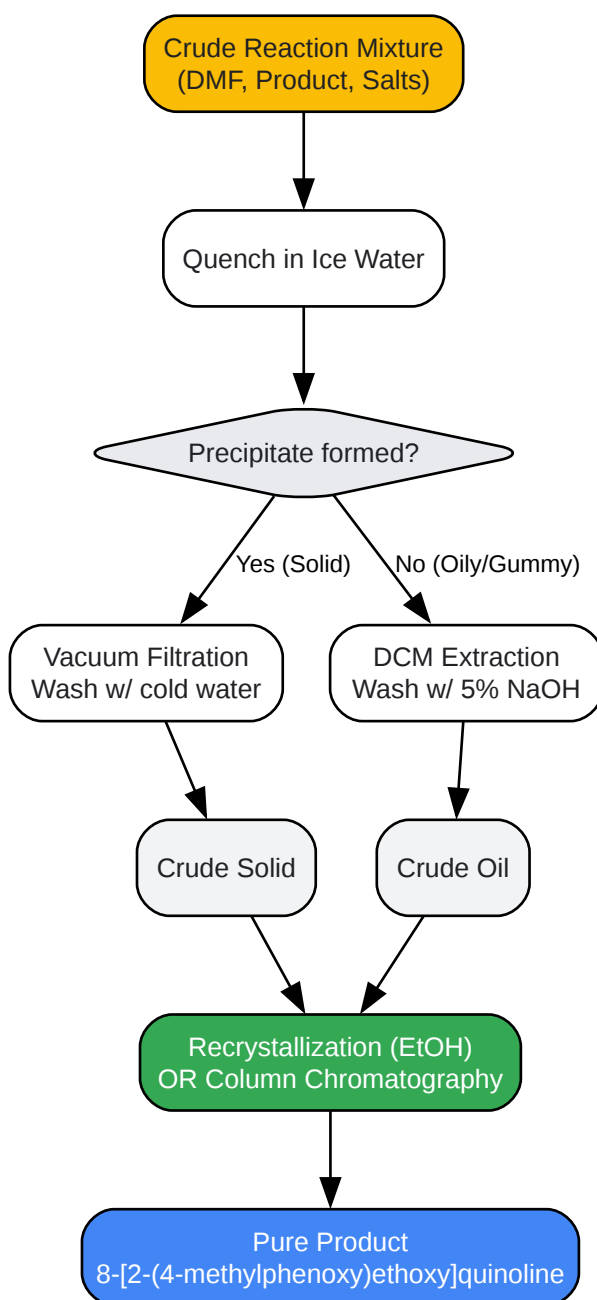 Crude Reaction Mixture
(DMF, Product, Salts)
Quench in Ice Water
Precipitate formed?
Yes (Solid)
No (Oily/Gummy)
Vacuum Filtration
Wash w/ cold water
DCM Extraction
Wash w/ 5% NaOH
Crude Solid
Crude Oil
Recrystallization (EtOH)
OR Column Chromatography
Pure Product
8-[2-(4-methylphenoxy)ethoxy]quinoline